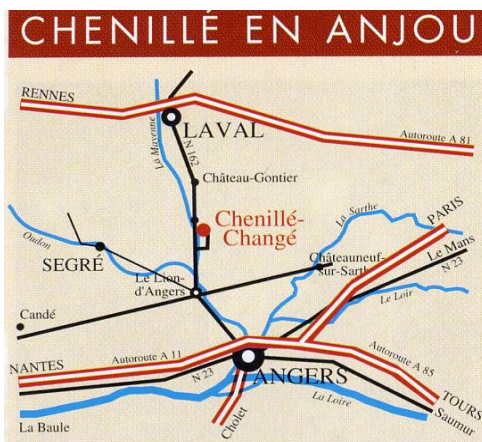 CHENILLÉ EN ANJOU
RENNES
LAVAL
Autoroute A 81
La Mayenne
N 162
Château-Gontier
Chenillé-
Changé
La Sarthe
PARIS
Oudon
SEGRÉ
Châteauneuf-
sur-Sarth
Le Mans
N 23
Le Lion-
d'Angers
Le Loir
Candé
NANTES
Autoroute A 11
N 23
ANGERS
Autoroute A 85
TOURS
La Baule
Cholet
La Loire
Saumur